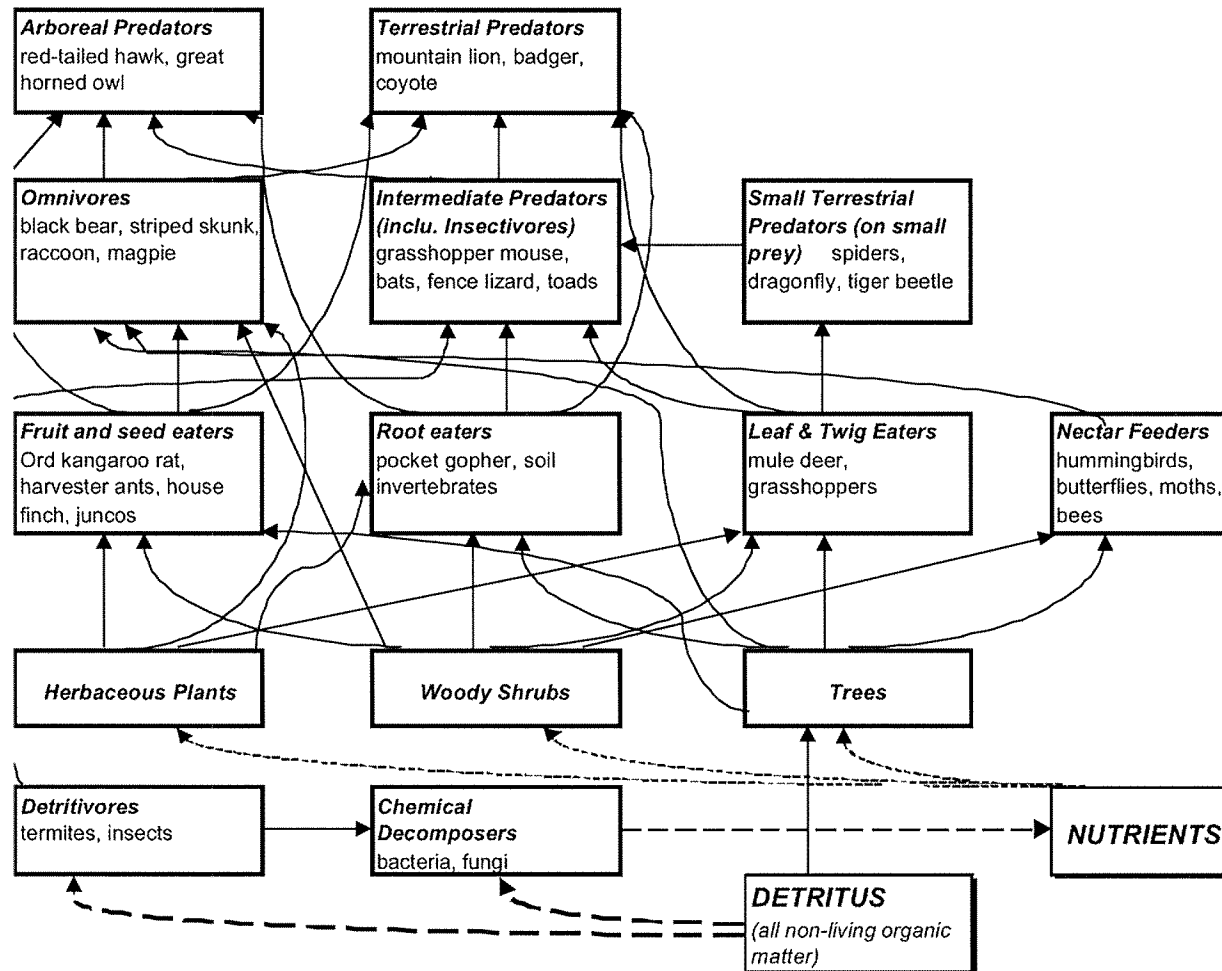 Arboreal Predators
red-tailed hawk, great
horned owl
Terrestrial Predators
mountain lion, badger,
coyote
Omnivores
black bear, striped skunk,
raccoon, magpie
Intermediate Predators
(inclu. Insectivores)
grasshopper mouse,
bats, fence lizard, toads
Small Terrestrial
Predators (on small
prey) spiders,
dragonfly, tiger beetle
Fruit and seed eaters
Ord kangaroo rat,
harvester ants, house
finch, juncos
Root eaters
pocket gopher, soil
invertebrates
Leaf & Twig Eaters
mule deer,
grasshoppers
Nectar Feeders
hummingbirds,
butterflies, moths,
bees
Herbaceous Plants
Woody Shrubs
Trees
Detritivores
termites, insects
Chemical
Decomposers
bacteria, fungi
NUTRIENTS
DETRITUS
(all non-living organic
matter)